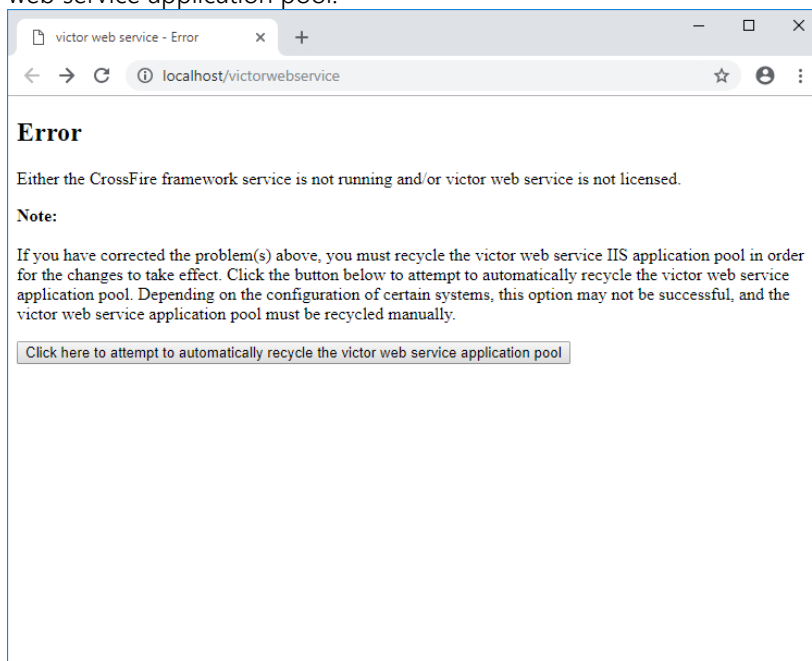 web service application pool.
victor web service - Error
localhost/victorwebservice
Error
Either the CrossFire framework service is not running and/or victor web service is not licensed.
Note:
If you have corrected the problem(s) above, you must recycle the victor web service IIS application pool in order
for the changes to take effect. Click the button below to attempt to automatically recycle the victor web service
application pool. Depending on the configuration of certain systems, this option may not be successful, and the
victor web service application pool must be recycled manually.
Click here to attempt to automatically recycle the victor web service application pool